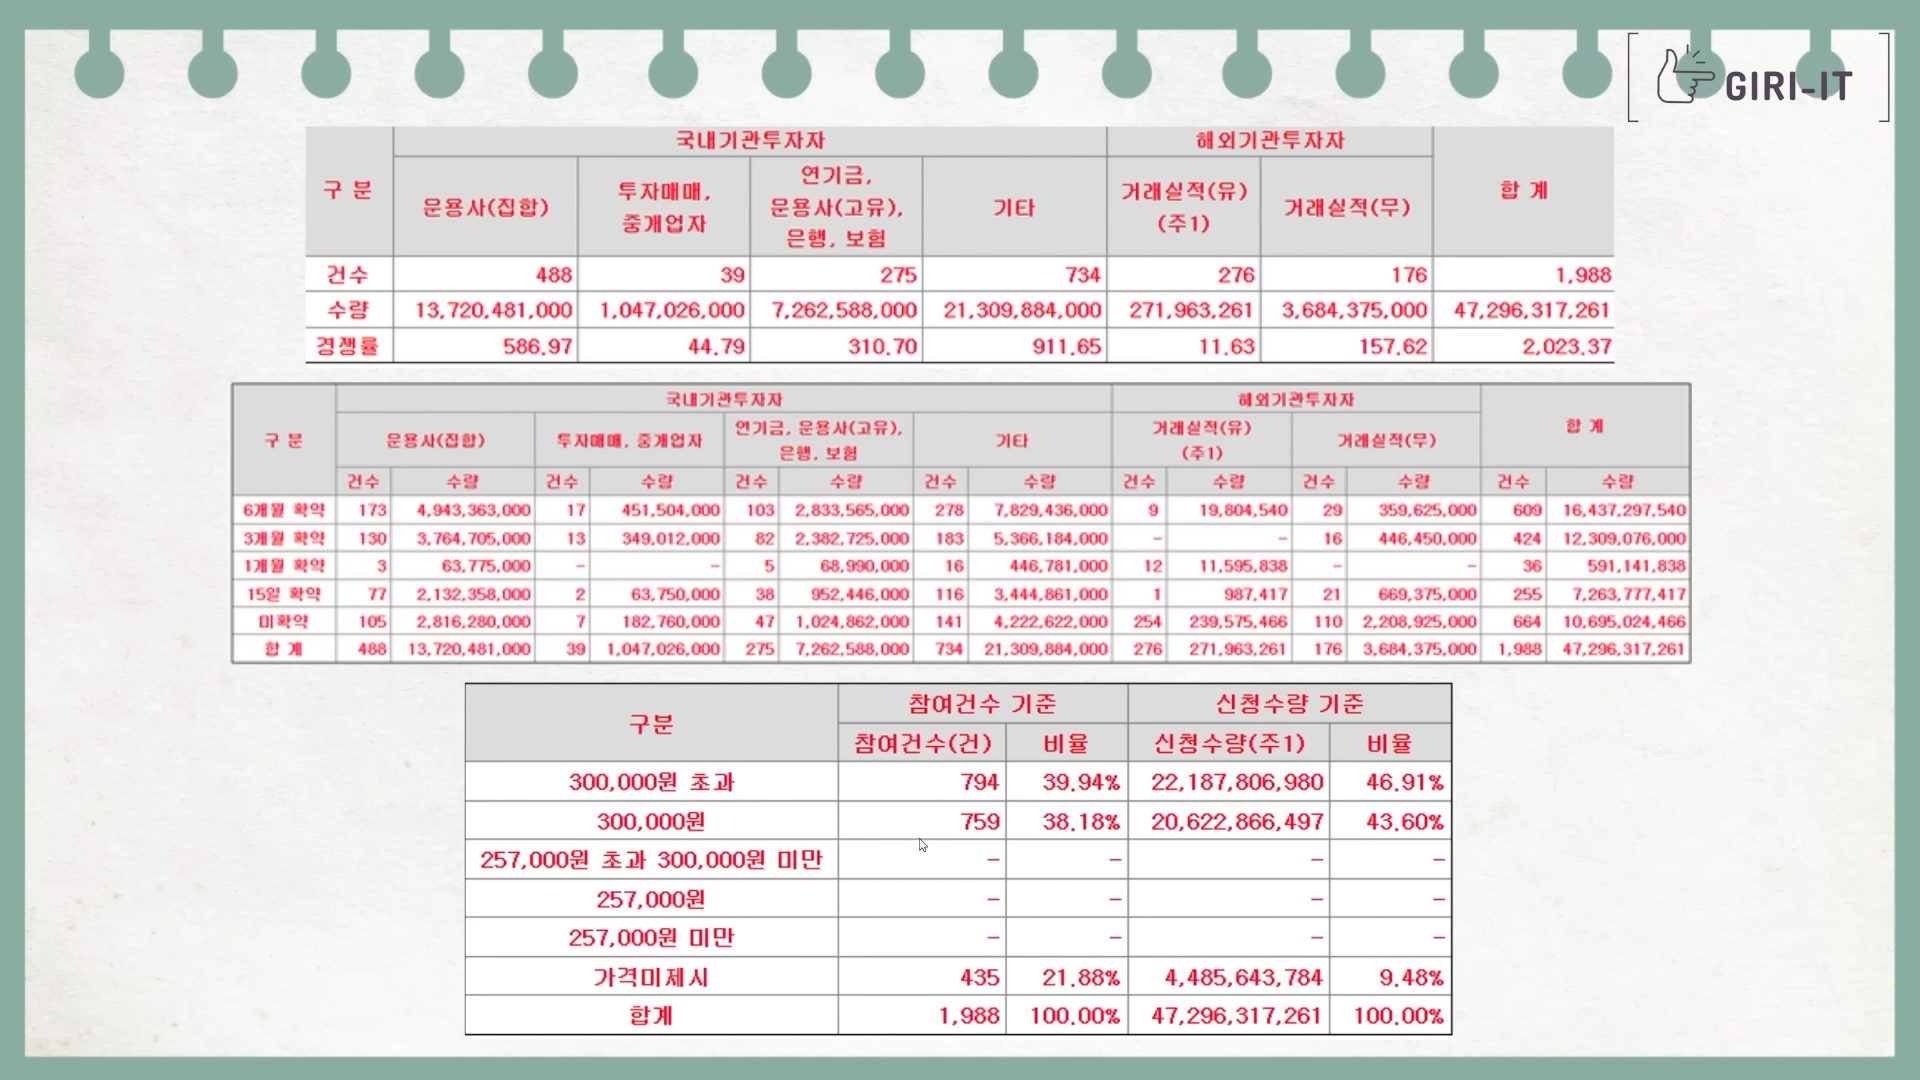 GIRI-IT
구 분 국내기관투자자 해외기관투자자 합 계
운용사(집합) 투자매매, 중개업자 연기금, 운용사(고유), 은행, 보험 기타 거래실적(유) (주1) 거래실적(무)
건수 488 39 275 734 276 176 1,988
수량 13,720,481,000 1,047,026,000 7,262,588,000 21,309,884,000 271,963,261 3,684,375,000 47,296,317,261
경쟁률 586.97 44.79 310.70 911.65 11.63 157.62 2,023.37
구 분 국내기관투자자 해외기관투자자 합 계
운용사(집합) 투자매매, 중개업자 연기금, 운용사(고유), 은행, 보험 기타 거래실적(유) (주1) 거래실적(무)
건수 수량 건수 수량 건수 수량 건수 수량 건수 수량 건수 수량 건수 수량
6개월 확약 173 4,943,363,000 17 451,504,000 103 2,833,565,000 278 7,829,436,000 9 19,804,540 29 359,625,000 609 16,437,297,540
3개월 확약 130 3,764,705,000 13 349,012,000 82 2,382,725,000 183 5,366,184,000 - - 16 446,450,000 424 12,309,076,000
1개월 확약 3 63,775,000 - - 5 68,990,000 16 446,781,000 12 11,595,838 - - 36 591,141,838
15일 확약 77 2,132,358,000 2 63,750,000 38 952,446,000 116 3,444,861,000 1 987,417 21 669,375,000 255 7,263,777,417
미확약 105 2,816,280,000 7 182,760,000 47 1,024,862,000 141 4,222,622,000 254 239,575,466 110 2,208,925,000 664 10,695,024,466
합 계 488 13,720,481,000 39 1,047,026,000 275 7,262,588,000 734 21,309,884,000 276 271,963,261 176 3,684,375,000 1,988 47,296,317,261
구분 참여건수 기준 신청수량 기준
참여건수(건) 비율 신청수량(주1) 비율
300,000원 초과 794 39.94% 22,187,806,980 46.91%
300,000원 759 38.18% 20,622,866,497 43.60%
257,000원 초과 300,000원 미만 - - - -
257,000원 - - - -
257,000원 미만 - - - -
가격미제시 435 21.88% 4,485,643,784 9.48%
합계 1,988 100.00% 47,296,317,261 100.00%